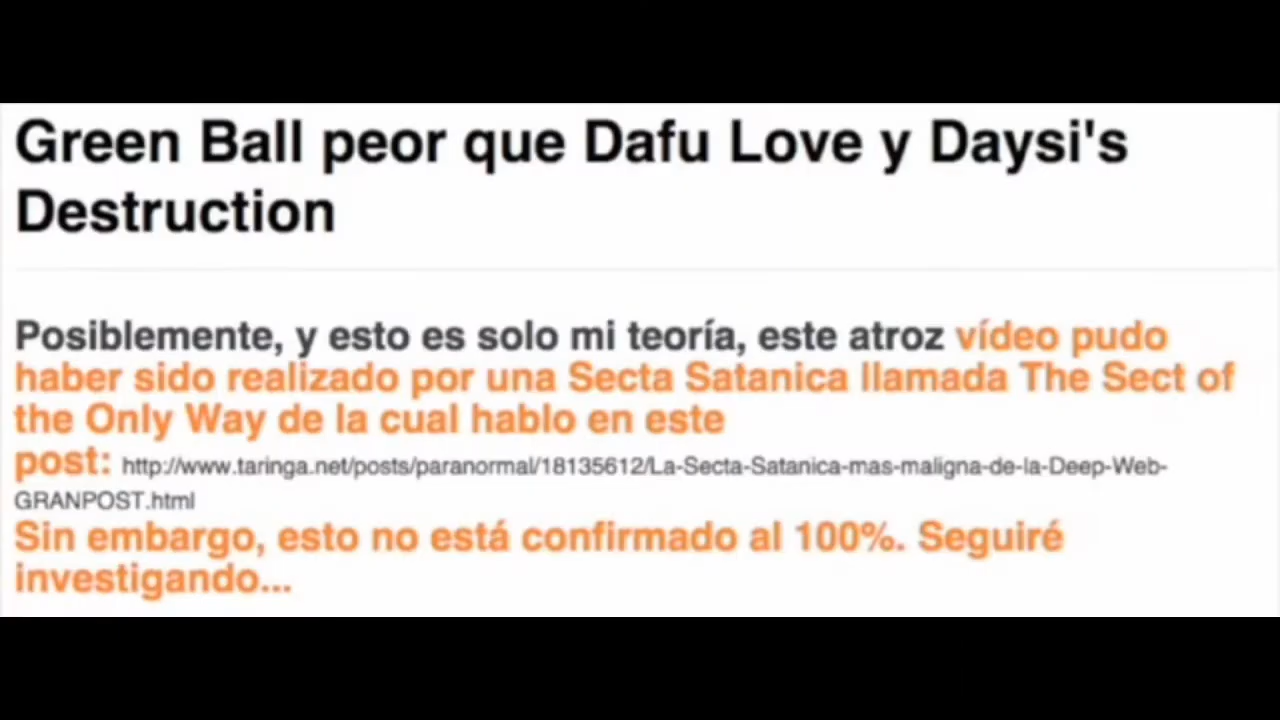 Green Ball peor que Dafu Love y Daysi's
Destruction
Posiblemente, y esto es solo mi teoría, este atroz vídeo pudo
haber sido realizado por una Secta Satanica llamada The Sect of
the Only Way de la cual hablo en este
post: http://www.taringa.net/posts/paranormal/18135612/La-Secta-Satanica-mas-maligna-de-la-Deep-Web-
GRANPOST.html
Sin embargo, esto no está confirmado al 100%. Seguiré
investigando...